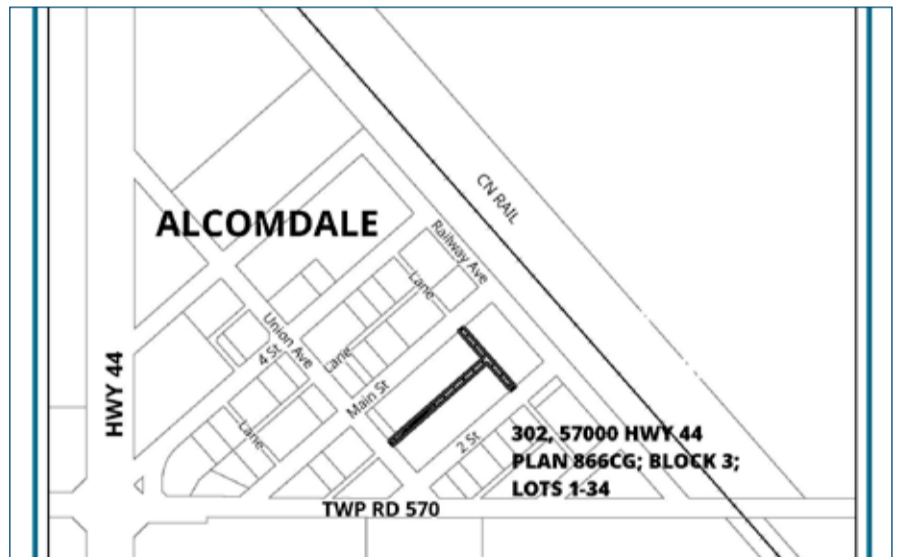 CN RAIL
ALCOMDALE
Railway Ave
Lane
Union Ave
4 St
Lane
HWY 44
Main St
Lane
2 St
302, 57000 HWY 44
PLAN 866CG; BLOCK 3;
LOTS 1-34
TWP RD 570